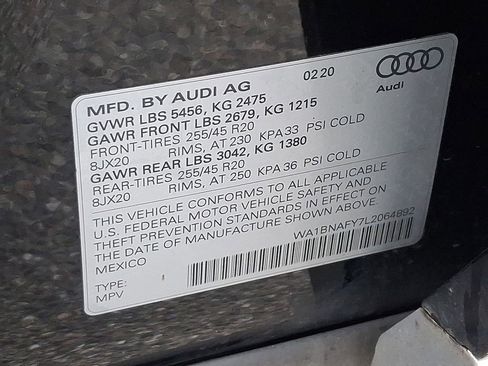 MFD. BY AUDI AG 02 20
GVWR LBS 5456, KG 2475
GAWR FRONT LBS 2679, KG 1215
FRONT-TIRES 255/45 R20
8JX20 RIMS, AT 230 KPA 33 PSI COLD
GAWR REAR LBS 3042, KG 1380
REAR-TIRES 255/45 R20
8JX20 RIMS, AT 250 KPA 36 PSI COLD
THIS VEHICLE CONFORMS TO ALL APPLICABLE
U.S. FEDERAL MOTOR VEHICLE SAFETY AND
THEFT PREVENTION STANDARDS IN EFFECT ON
THE DATE OF MANUFACTURE SHOWN ABOVE
MEXICO
WA1BNAFY7L2064892
TYPE:
MPV
Audi